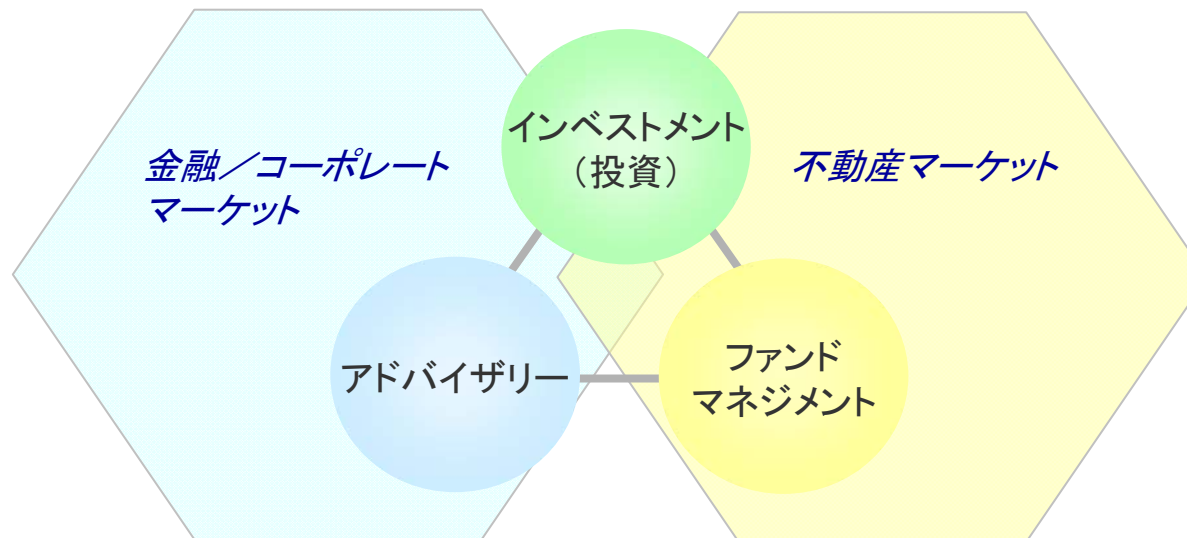 インベストメント
（投資）
金融／コーポレート
マーケット
不動産マーケット
アドバイザリー
ファンド
マネジメント